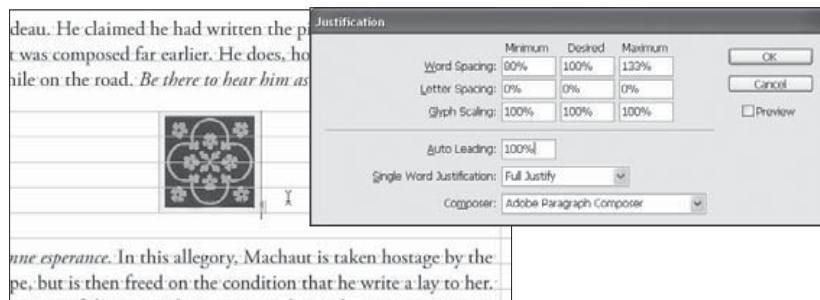 deau. He claimed he had written the
t was composed far earlier. He does,
nile on the road. Be there to hear him as
Justification
Minimum Desired Maximum
Word Spacing: 80% 100% 133%
Letter Spacing: 0% 0% 0%
Glyph Scaling: 100% 100% 100%
Auto Leading: 100%
Single Word Justification: Full Justify
Composer: Adobe Paragraph Composer
OK
Cancel
Preview
nne esperance. In this allegory, Machaut is taken hostage by the
pe, but is then freed on the condition that he write a lay to her.